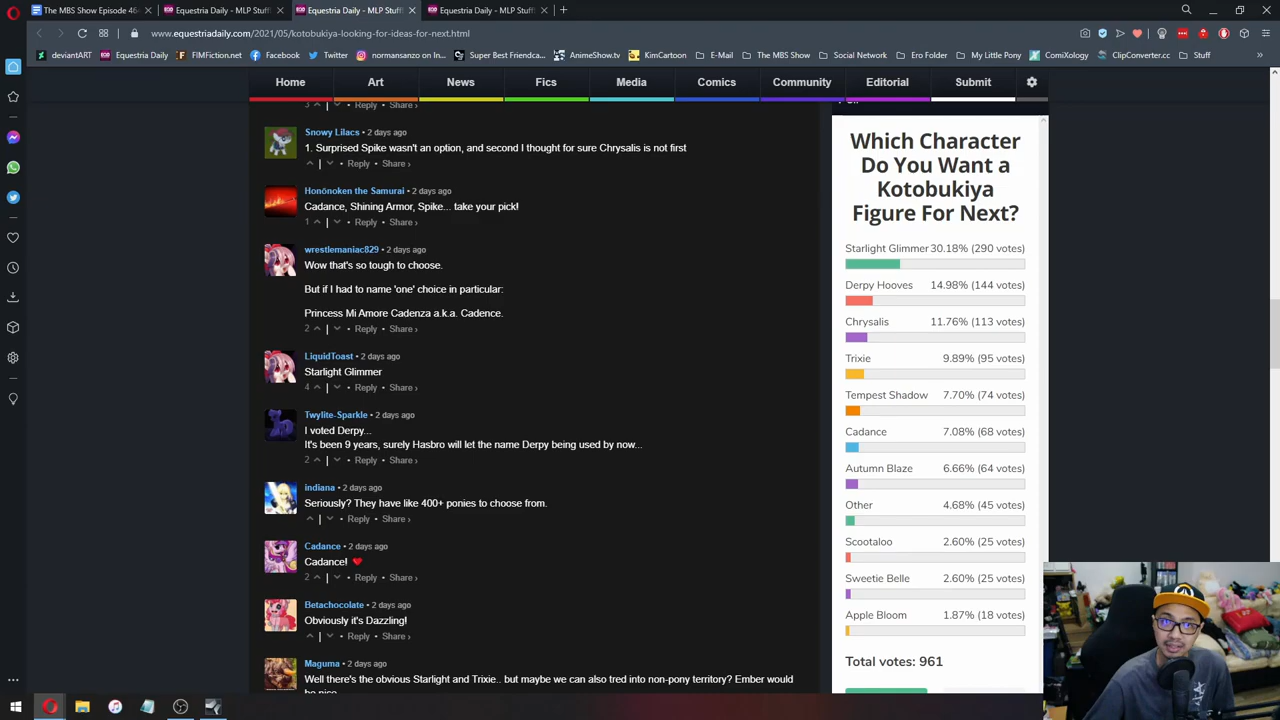 The MBS Show Episode 46
Equestria Daily - MLP Stuff!
Equestria Daily - MLP Stuff!
Equestria Daily - MLP Stuff!
www.equestriadaily.com/2021/05/kotobukiya-looking-for-ideas-for-next.html
deviantART
Equestria Daily
FIMFiction.net
Facebook
Twitter
normansanzo on In...
Super Best Friendca...
AnimeShow.tv
KimCartoon
E-Mail
The MBS Show
Social Network
Ero Folder
My Little Pony
ComiXology
ClipConverter.cc
Stuff
Home
Art
News
Fics
Media
Comics
Community
Editorial
Submit
3 Share ›
Snowy Lilacs • 2 days ago
1. Surprised Spike wasn't an option, and second I thought for sure Chrysalis is not first
| • Reply • Share ›
Honōnoken the Samurai • 2 days ago
Cadance, Shining Armor, Spike... take your pick!
1 | • Reply • Share ›
wrestlemaniac829 • 2 days ago
Wow that's so tough to choose.
But if I had to name 'one' choice in particular:
Princess Mi Amore Cadenza a.k.a. Cadence.
2 | • Reply • Share ›
LiquidToast • 2 days ago
Starlight Glimmer
4 | • Reply • Share ›
Twylite-Sparkle • 2 days ago
I voted Derpy...
It's been 9 years, surely Hasbro will let the name Derpy being used by now...
2 | • Reply • Share ›
indiana • 2 days ago
Seriously? They have like 400+ ponies to choose from.
| • Reply • Share ›
Cadance • 2 days ago
Cadance!
2 | • Reply • Share ›
Betachocolate • 2 days ago
Obviously it's Dazzling!
| • Reply • Share ›
Maguma • 2 days ago
Well there's the obvious Starlight and Trixie.. but maybe we can also tred into non-pony territory? Ember would
be nice.
Which Character
Do You Want a
Kotobukiya
Figure For Next?
Starlight Glimmer 30.18% (290 votes)
Derpy Hooves 14.98% (144 votes)
Chrysalis 11.76% (113 votes)
Trixie 9.89% (95 votes)
Tempest Shadow 7.70% (74 votes)
Cadance 7.08% (68 votes)
Autumn Blaze 6.66% (64 votes)
Other 4.68% (45 votes)
Scootaloo 2.60% (25 votes)
Sweetie Belle 2.60% (25 votes)
Apple Bloom 1.87% (18 votes)
Total votes: 961